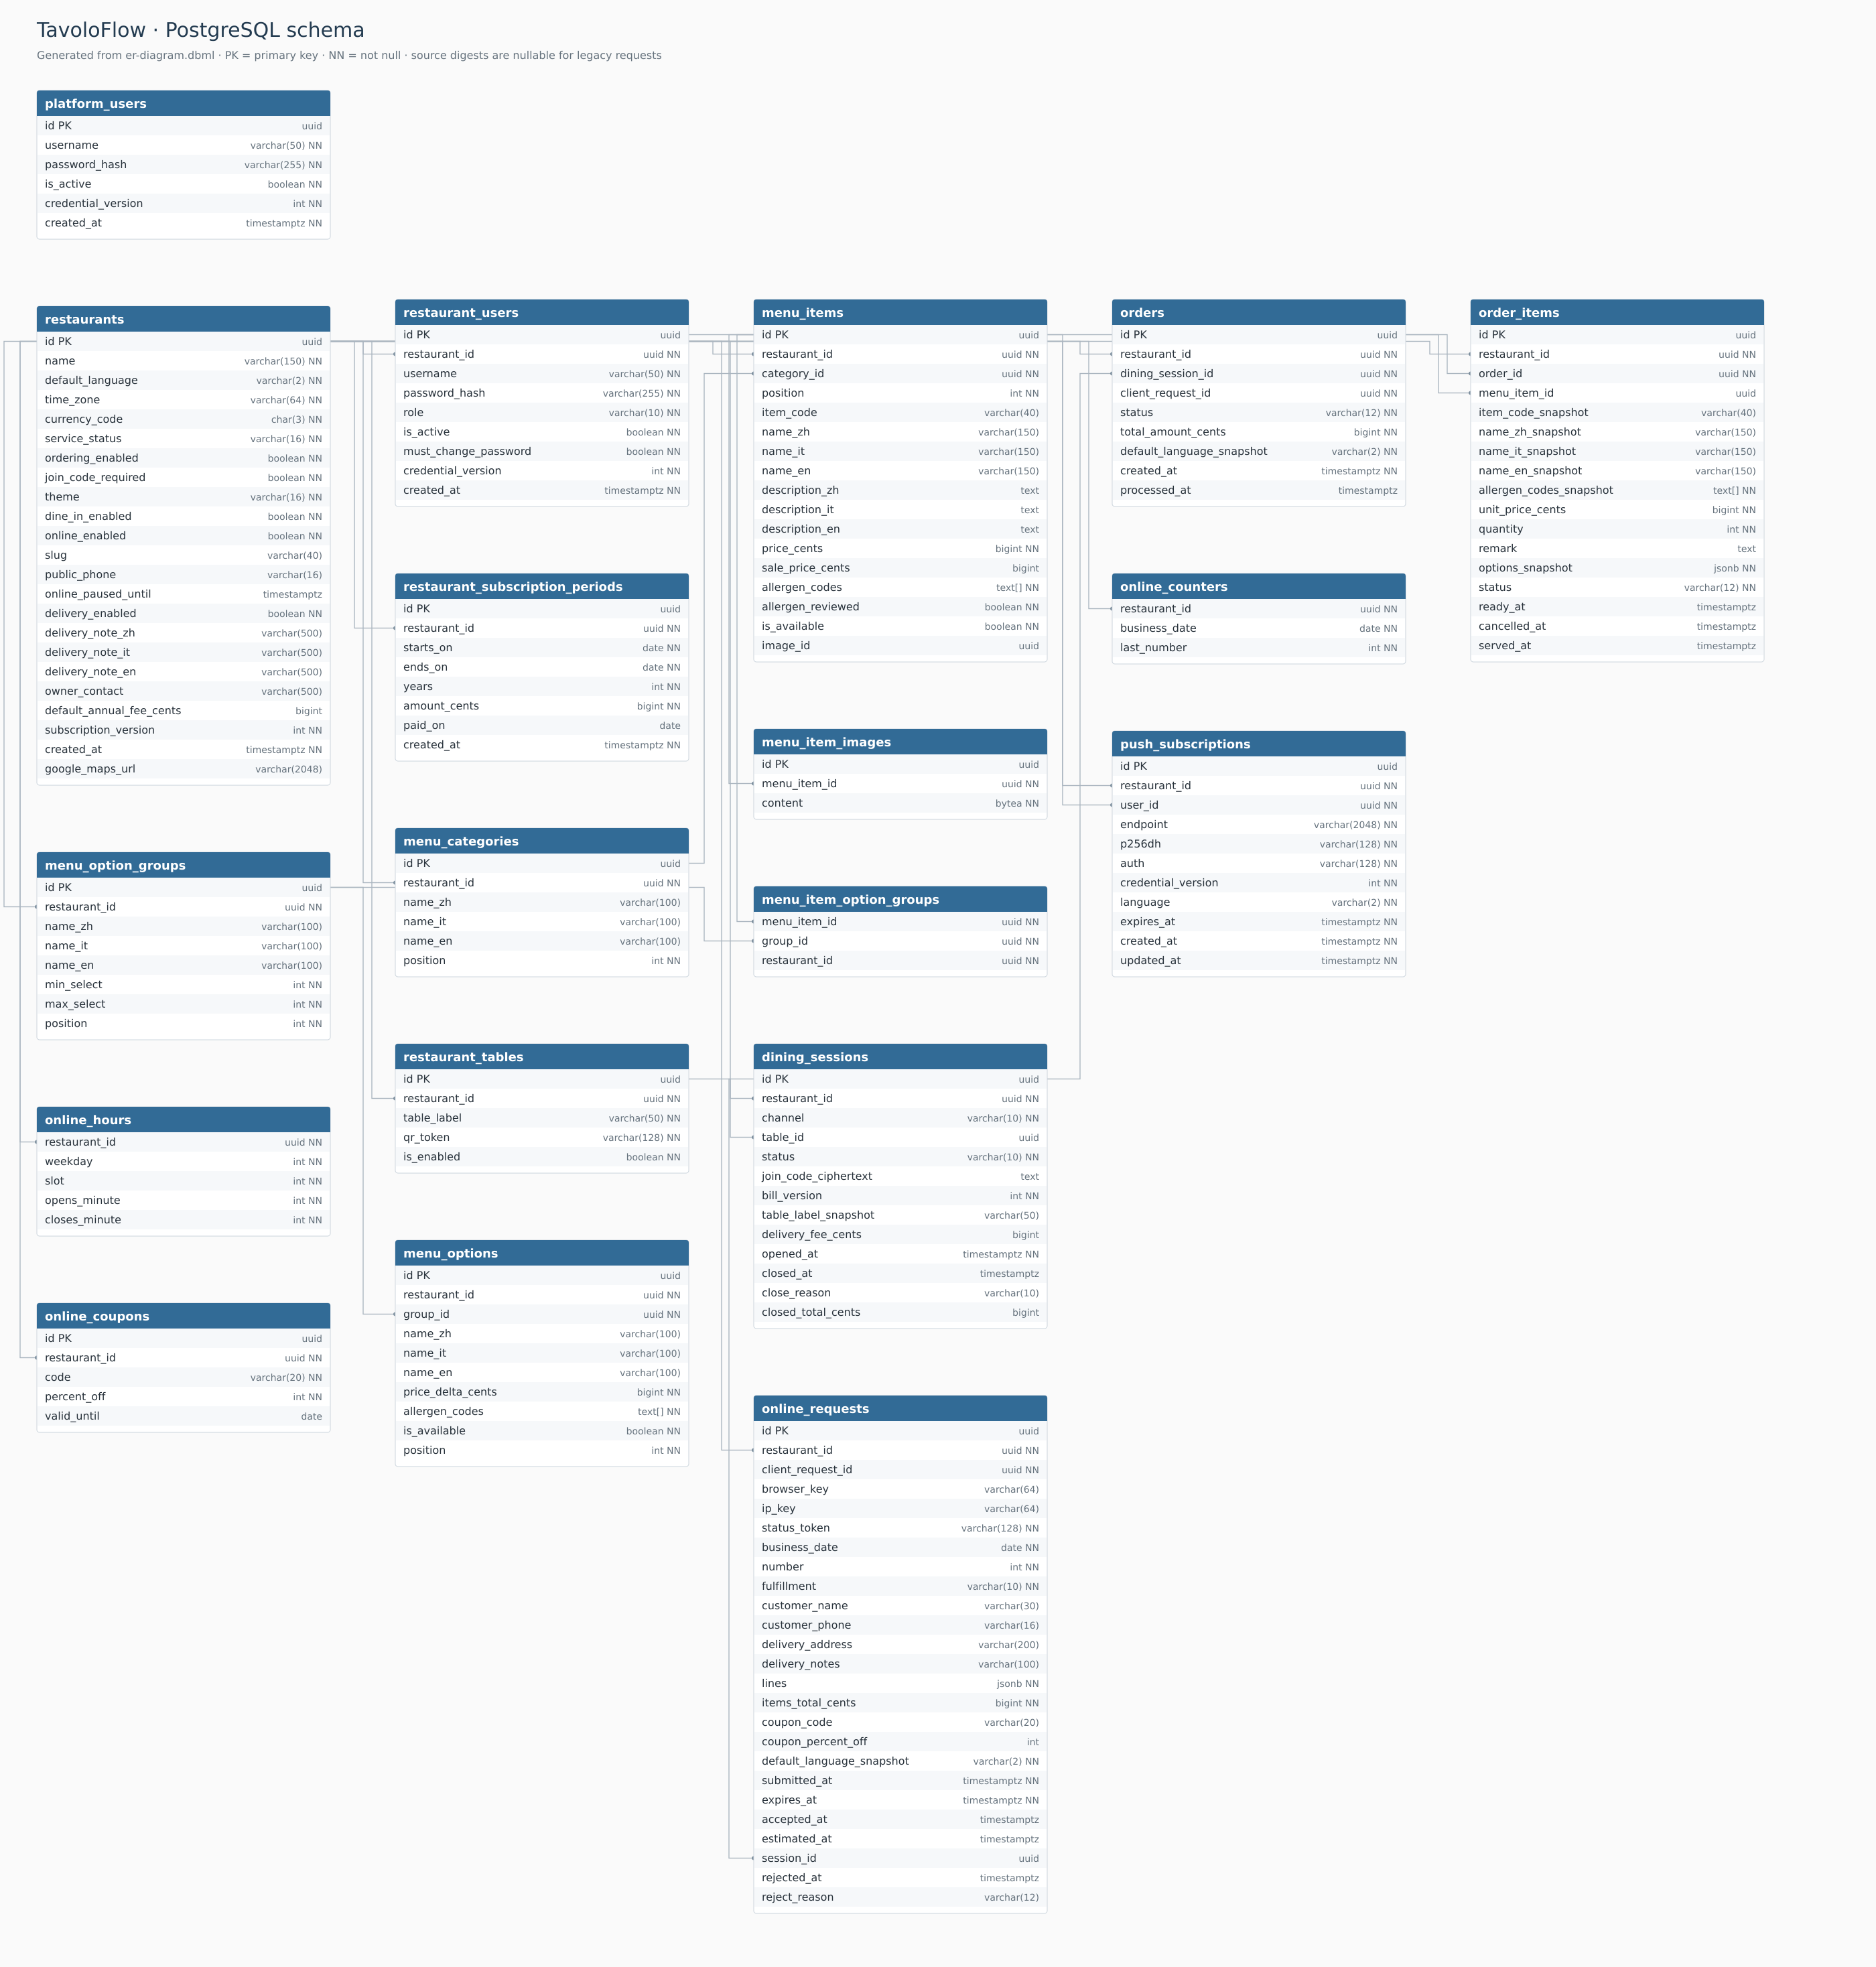 TavoloFlow · PostgreSQL schema
Generated from er-diagram.dbml · PK = primary key · NN = not null · source digests are nullable for legacy requests
platform_users
id PK uuid
username varchar(50) NN
password_hash varchar(255) NN
is_active boolean NN
credential_version int NN
created_at timestamptz NN
restaurants
id PK uuid
name varchar(150) NN
default_language varchar(2) NN
time_zone varchar(64) NN
currency_code char(3) NN
service_status varchar(16) NN
ordering_enabled boolean NN
join_code_required boolean NN
theme varchar(16) NN
dine_in_enabled boolean NN
online_enabled boolean NN
slug varchar(40)
public_phone varchar(16)
online_paused_until timestamptz
delivery_enabled boolean NN
delivery_note_zh varchar(500)
delivery_note_it varchar(500)
delivery_note_en varchar(500)
owner_contact varchar(500)
default_annual_fee_cents bigint
subscription_version int NN
created_at timestamptz NN
google_maps_url varchar(2048)
menu_option_groups
id PK uuid
restaurant_id uuid NN
name_zh varchar(100)
name_it varchar(100)
name_en varchar(100)
min_select int NN
max_select int NN
position int NN
online_hours
restaurant_id uuid NN
weekday int NN
slot int NN
opens_minute int NN
closes_minute int NN
online_coupons
id PK uuid
restaurant_id uuid NN
code varchar(20) NN
percent_off int NN
valid_until date
restaurant_users
id PK uuid
restaurant_id uuid NN
username varchar(50) NN
password_hash varchar(255) NN
role varchar(10) NN
is_active boolean NN
must_change_password boolean NN
credential_version int NN
created_at timestamptz NN
restaurant_subscription_periods
id PK uuid
restaurant_id uuid NN
starts_on date NN
ends_on date NN
years int NN
amount_cents bigint NN
paid_on date
created_at timestamptz NN
menu_categories
id PK uuid
restaurant_id uuid NN
name_zh varchar(100)
name_it varchar(100)
name_en varchar(100)
position int NN
restaurant_tables
id PK uuid
restaurant_id uuid NN
table_label varchar(50) NN
qr_token varchar(128) NN
is_enabled boolean NN
menu_options
id PK uuid
restaurant_id uuid NN
group_id uuid NN
name_zh varchar(100)
name_it varchar(100)
name_en varchar(100)
price_delta_cents bigint NN
allergen_codes text[] NN
is_available boolean NN
position int NN
menu_items
id PK uuid
restaurant_id uuid NN
category_id uuid NN
position int NN
item_code varchar(40)
name_zh varchar(150)
name_it varchar(150)
name_en varchar(150)
description_zh text
description_it text
description_en text
price_cents bigint NN
sale_price_cents bigint
allergen_codes text[] NN
allergen_reviewed boolean NN
is_available boolean NN
image_id uuid
menu_item_images
id PK uuid
menu_item_id uuid NN
content bytea NN
menu_item_option_groups
menu_item_id uuid NN
group_id uuid NN
restaurant_id uuid NN
dining_sessions
id PK uuid
restaurant_id uuid NN
channel varchar(10) NN
table_id uuid
status varchar(10) NN
join_code_ciphertext text
bill_version int NN
table_label_snapshot varchar(50)
delivery_fee_cents bigint
opened_at timestamptz NN
closed_at timestamptz
close_reason varchar(10)
closed_total_cents bigint
online_requests
id PK uuid
restaurant_id uuid NN
client_request_id uuid NN
browser_key varchar(64)
ip_key varchar(64)
status_token varchar(128) NN
business_date date NN
number int NN
fulfillment varchar(10) NN
customer_name varchar(30)
customer_phone varchar(16)
delivery_address varchar(200)
delivery_notes varchar(100)
lines jsonb NN
items_total_cents bigint NN
coupon_code varchar(20)
coupon_percent_off int
default_language_snapshot varchar(2) NN
submitted_at timestamptz NN
expires_at timestamptz NN
accepted_at timestamptz
estimated_at timestamptz
session_id uuid
rejected_at timestamptz
reject_reason varchar(12)
orders
id PK uuid
restaurant_id uuid NN
dining_session_id uuid NN
client_request_id uuid NN
status varchar(12) NN
total_amount_cents bigint NN
default_language_snapshot varchar(2) NN
created_at timestamptz NN
processed_at timestamptz
online_counters
restaurant_id uuid NN
business_date date NN
last_number int NN
push_subscriptions
id PK uuid
restaurant_id uuid NN
user_id uuid NN
endpoint varchar(2048) NN
p256dh varchar(128) NN
auth varchar(128) NN
credential_version int NN
language varchar(2) NN
expires_at timestamptz NN
created_at timestamptz NN
updated_at timestamptz NN
order_items
id PK uuid
restaurant_id uuid NN
order_id uuid NN
menu_item_id uuid
item_code_snapshot varchar(40)
name_zh_snapshot varchar(150)
name_it_snapshot varchar(150)
name_en_snapshot varchar(150)
allergen_codes_snapshot text[] NN
unit_price_cents bigint NN
quantity int NN
remark text
options_snapshot jsonb NN
status varchar(12) NN
ready_at timestamptz
cancelled_at timestamptz
served_at timestamptz